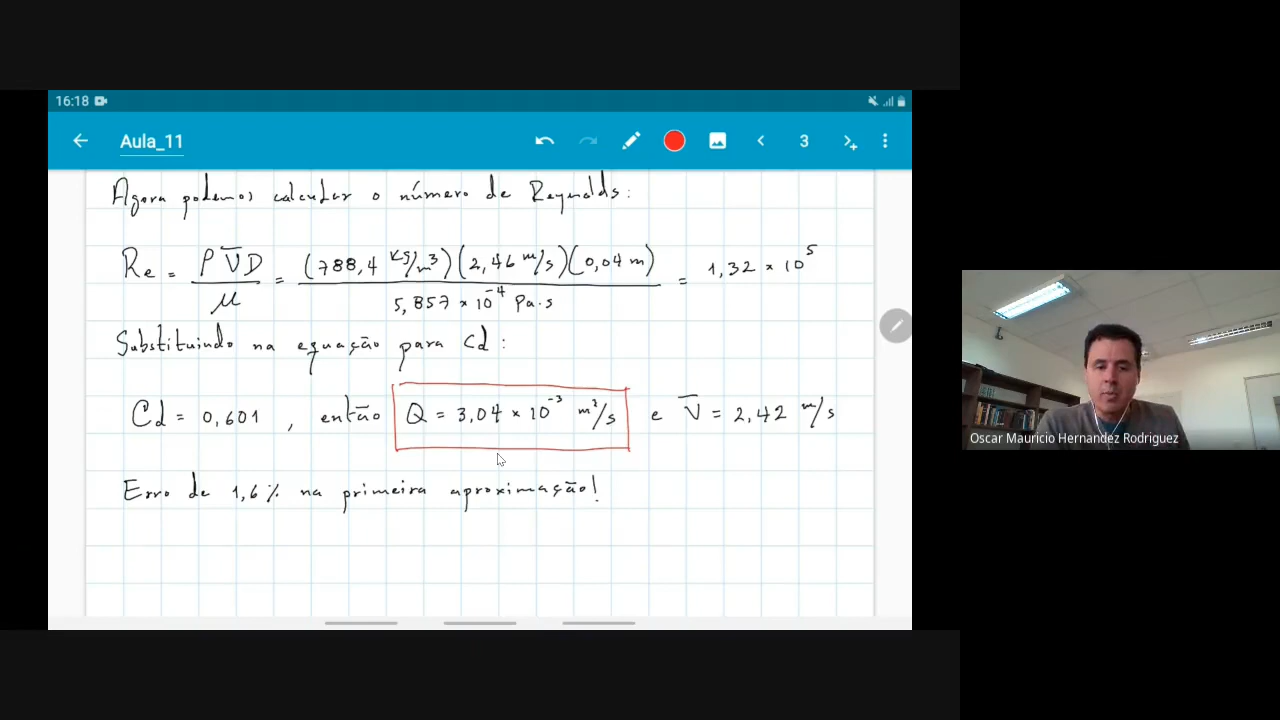 16:18
Aula_11
3
Agora podemos calcular o número de Reynolds:
Re = ρV̄D/μ = (788,4 kg/m³)(2,46 m/s)(0,04 m)/5,857 × 10⁻⁴ Pa·s = 1,32 × 10⁵
Substituindo na equação para Cd:
Cd = 0,601 , então Q = 3,04 × 10⁻³ m²/s e V̄ = 2,42 m/s
Erro de 1,6% na primeira aproximação!
Oscar Mauricio Hernandez Rodriguez